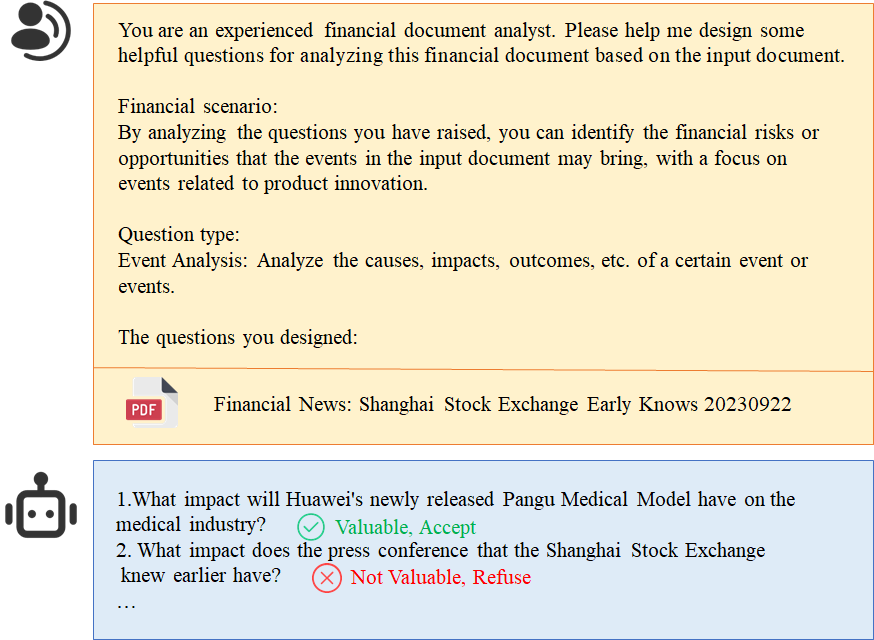 You are an experienced financial document analyst. Please help me design some
helpful questions for analyzing this financial document based on the input document.
Financial scenario:
By analyzing the questions you have raised, you can identify the financial risks or
opportunities that the events in the input document may bring, with a focus on
events related to product innovation.
Question type:
Event Analysis: Analyze the causes, impacts, outcomes, etc. of a certain event or
events.
The questions you designed:
PDF Financial News: Shanghai Stock Exchange Early Knows 20230922
1.What impact will Huawei's newly released Pangu Medical Model have on the
medical industry? Valuable, Accept
2. What impact does the press conference that the Shanghai Stock Exchange
knew earlier have? Not Valuable, Refuse
…